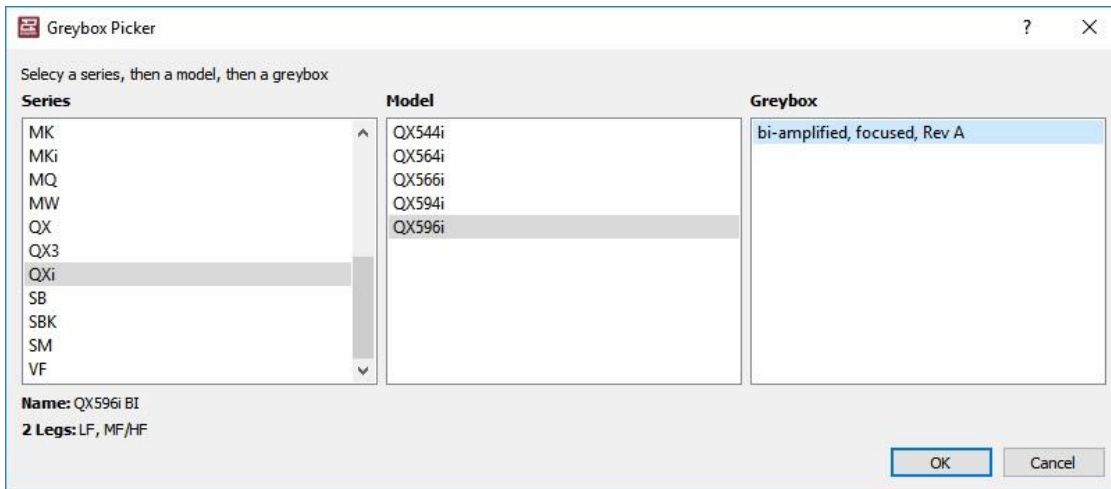 Greybox Picker
?
Selecy a series, then a model, then a greybox
Series
MK
MKi
MQ
MW
QX
QX3
QXi
SB
SBK
SM
VF
Model
QX544i
QX564i
QX566i
QX594i
QX596i
Greybox
bi-amplified, focused, Rev A
Name: QX596i BI
2 Legs: LF, MF/HF
OK
Cancel